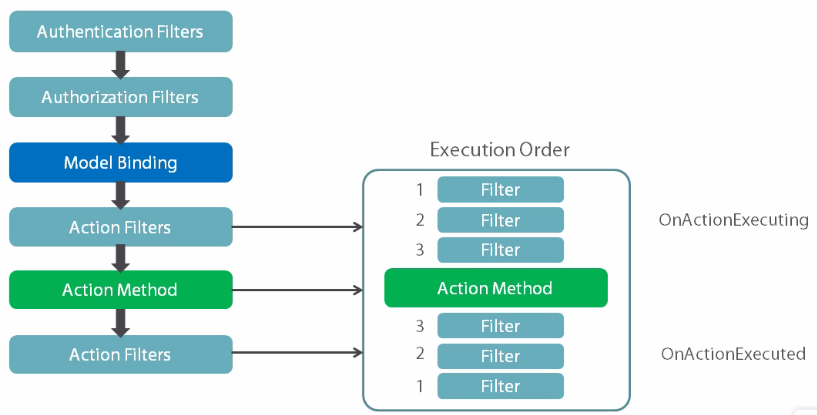 Authentication Filters
Authorization Filters
Model Binding
Action Filters
Action Method
Action Filters
Execution Order
1 Filter
2 Filter
3 Filter
OnActionExecuting
Action Method
3 Filter
2 Filter
1 Filter
OnActionExecuted